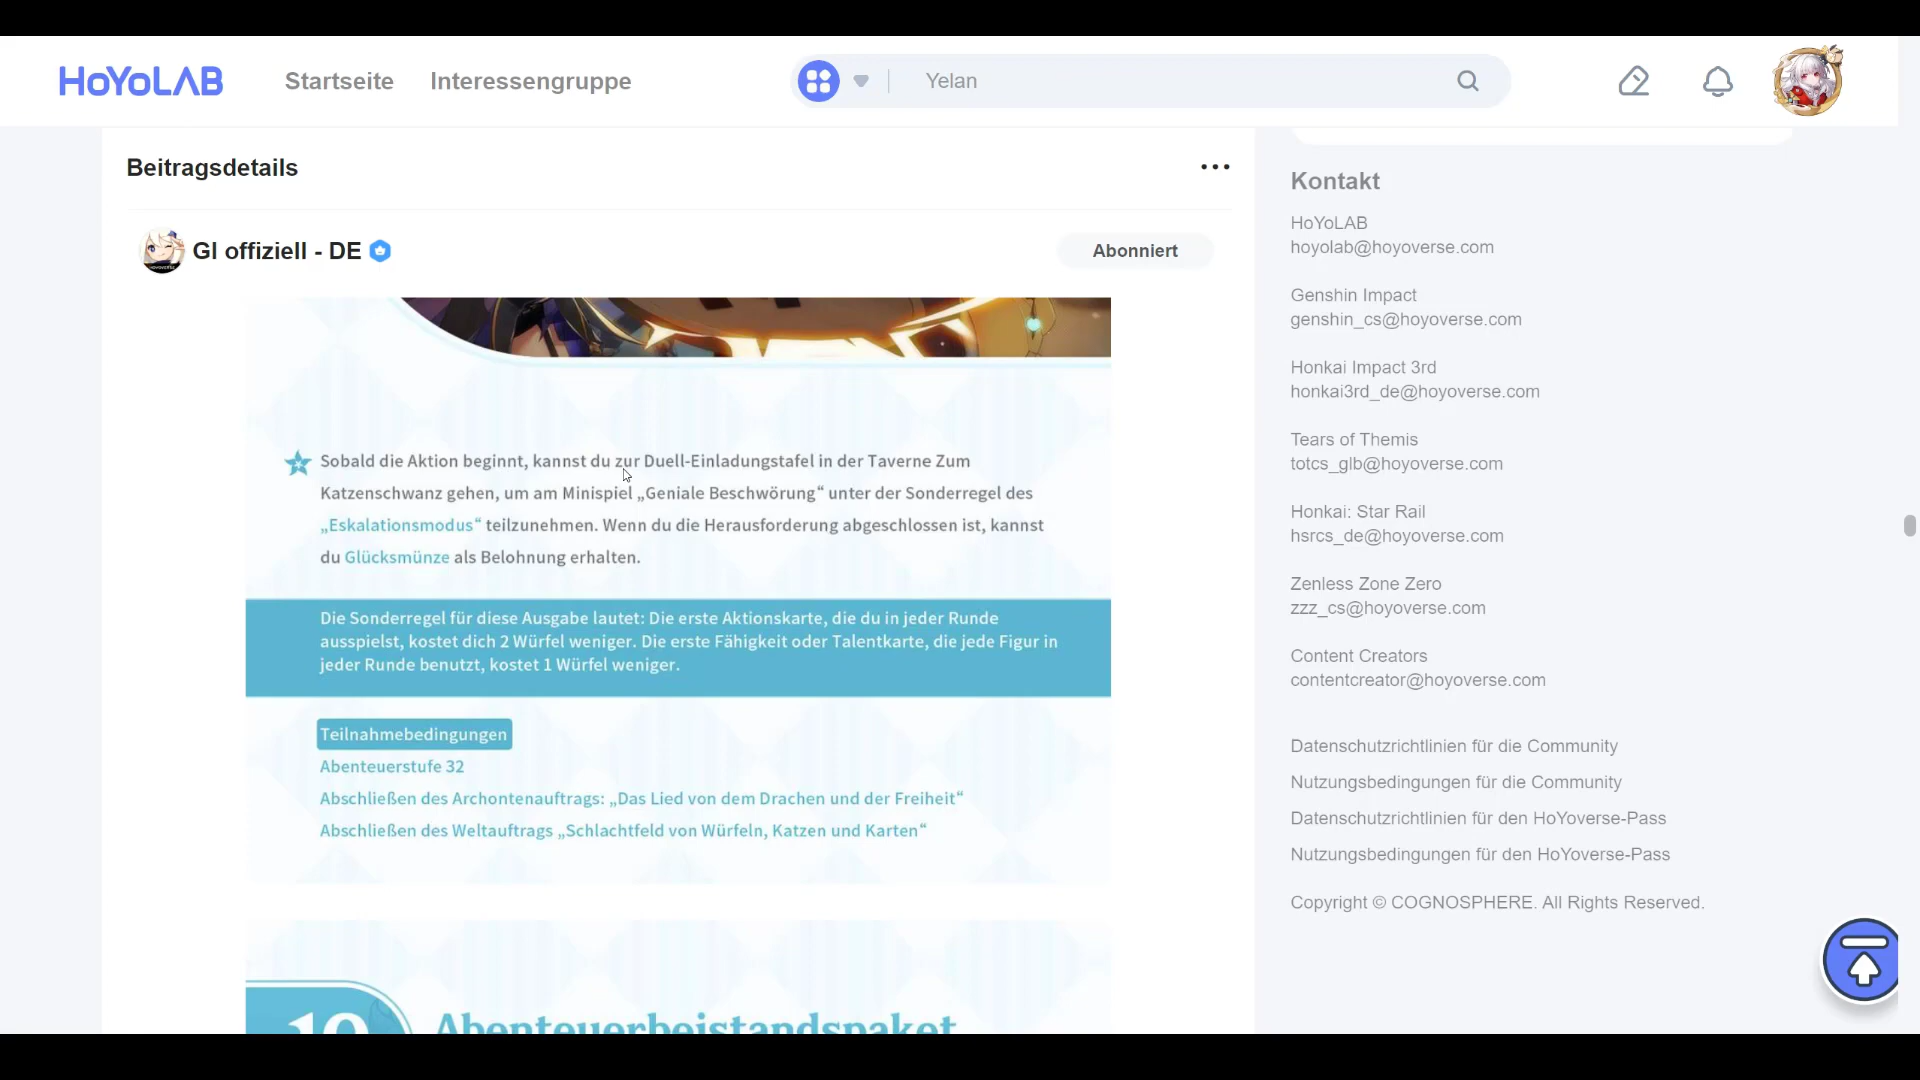 HoYoLAB
Startseite
Interessengruppe
Yelan
Beitragsdetails
GI offiziell - DE
Abonniert
Sobald die Aktion beginnt, kannst du zur Duell-Einladungstafel in der Taverne Zum
Katzenschwanz gehen, um am Minispiel „Geniale Beschwörung“ unter der Sonderregel des
„Eskalationsmodus“ teilzunehmen. Wenn du die Herausforderung abgeschlossen ist, kannst
du Glücksmünze als Belohnung erhalten.
Die Sonderregel für diese Ausgabe lautet: Die erste Aktionskarte, die du in jeder Runde
ausspielst, kostet dich 2 Würfel weniger. Die erste Fähigkeit oder Talentkarte, die jede Figur in
jeder Runde benutzt, kostet 1 Würfel weniger.
Teilnahmebedingungen
Abenteuerstufe 32
Abschließen des Archontenauftrags: „Das Lied von dem Drachen und der Freiheit“
Abschließen des Weltauftrags „Schlachtfeld von Würfeln, Katzen und Karten“
10
Abenteuerbeistandspaket
Kontakt
HoYoLAB
hoyolab@hoyoverse.com
Genshin Impact
genshin_cs@hoyoverse.com
Honkai Impact 3rd
honkai3rd_de@hoyoverse.com
Tears of Themis
totcs_glb@hoyoverse.com
Honkai: Star Rail
hsrcs_de@hoyoverse.com
Zenless Zone Zero
zzz_cs@hoyoverse.com
Content Creators
contentcreator@hoyoverse.com
Datenschutzrichtlinien für die Community
Nutzungsbedingungen für die Community
Datenschutzrichtlinien für den HoYoverse-Pass
Nutzungsbedingungen für den HoYoverse-Pass
Copyright © COGNOSPHERE. All Rights Reserved.